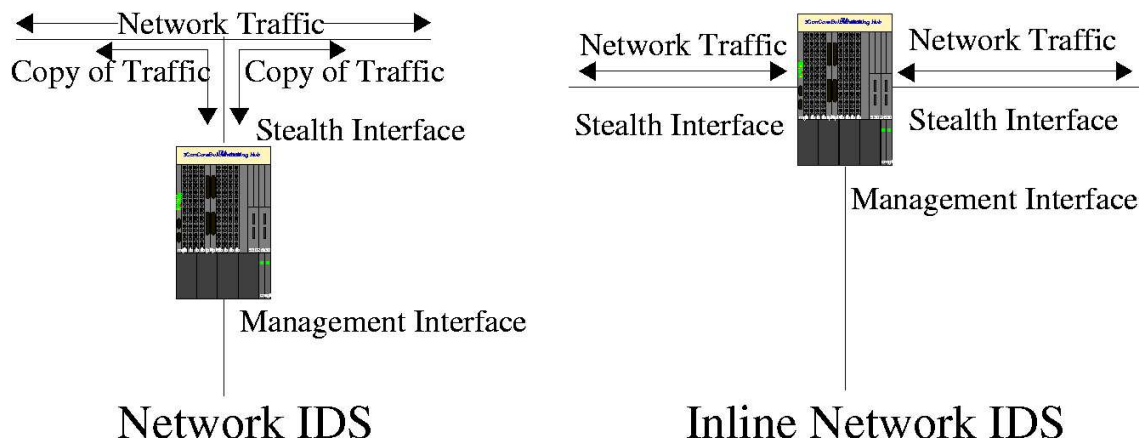 Network Traffic
Copy of Traffic
Copy of Traffic
Stealth Interface
Management Interface
Network IDS
Network Traffic
Network Traffic
Stealth Interface
Stealth Interface
Management Interface
Inline Network IDS